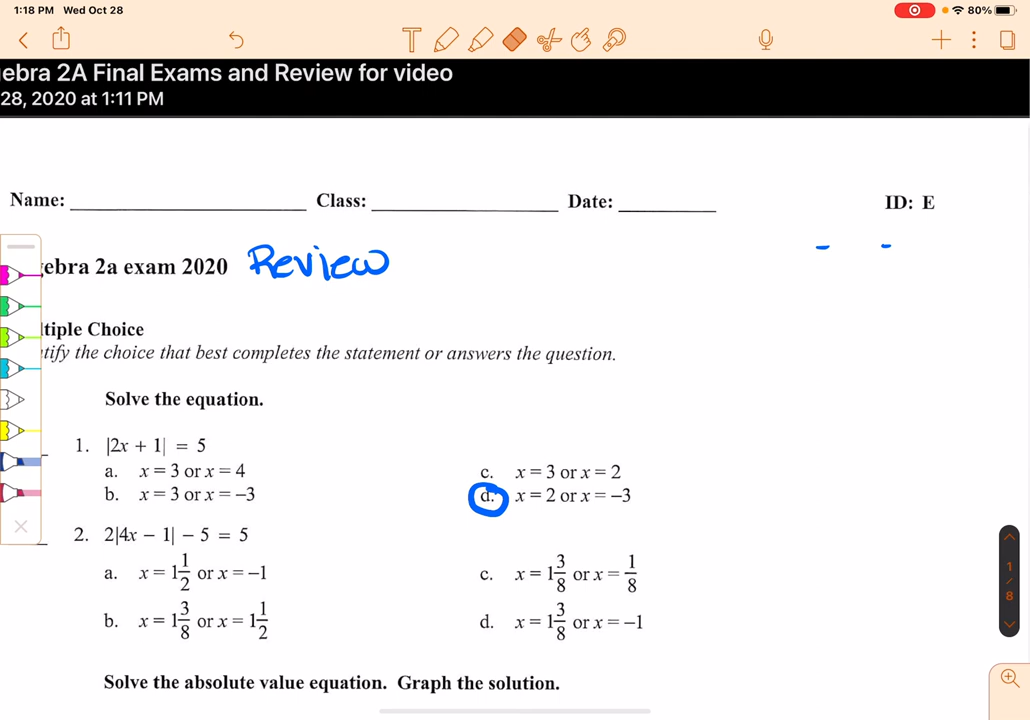 1:18 PM Wed Oct 28 80%
ebra 2A Final Exams and Review for video
28, 2020 at 1:11 PM
Name: Class: Date: ID: E
ebra 2a exam 2020 Review
ltiple Choice
tify the choice that best completes the statement or answers the question.
Solve the equation.
1. |2x + 1| = 5
a. x = 3 or x = 4
b. x = 3 or x = −3
c. x = 3 or x = 2
d. x = 2 or x = −3
2. 2|4x − 1| − 5 = 5
a. x = 1 1/2 or x = −1
b. x = 1 3/8 or x = 1 1/2
c. x = 1 3/8 or x = 1/8
d. x = 1 3/8 or x = −1
1
/
8
Solve the absolute value equation. Graph the solution.